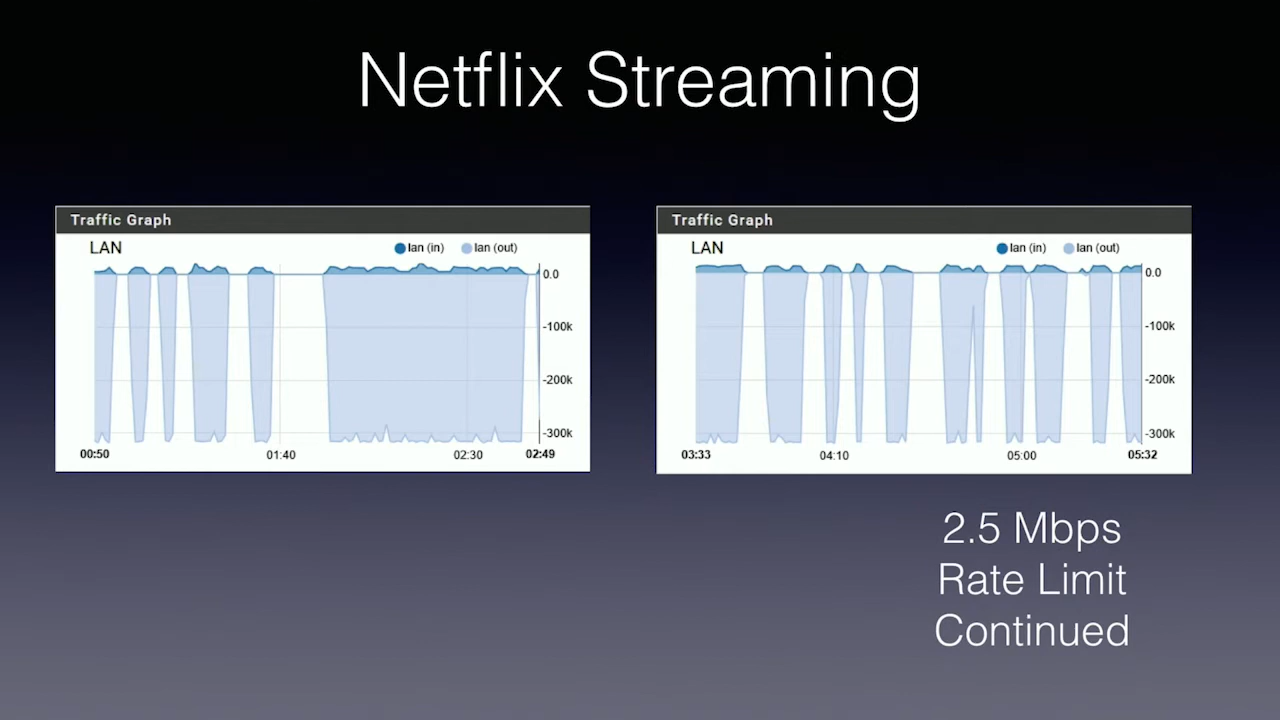 Netflix Streaming
Traffic Graph
LAN
lan (in) lan (out)
0.0
-100k
-200k
-300k
00:50 01:40 02:30 02:49
Traffic Graph
LAN
lan (in) lan (out)
0.0
-100k
-200k
-300k
03:33 04:10 05:00 05:32
2.5 Mbps
Rate Limit
Continued